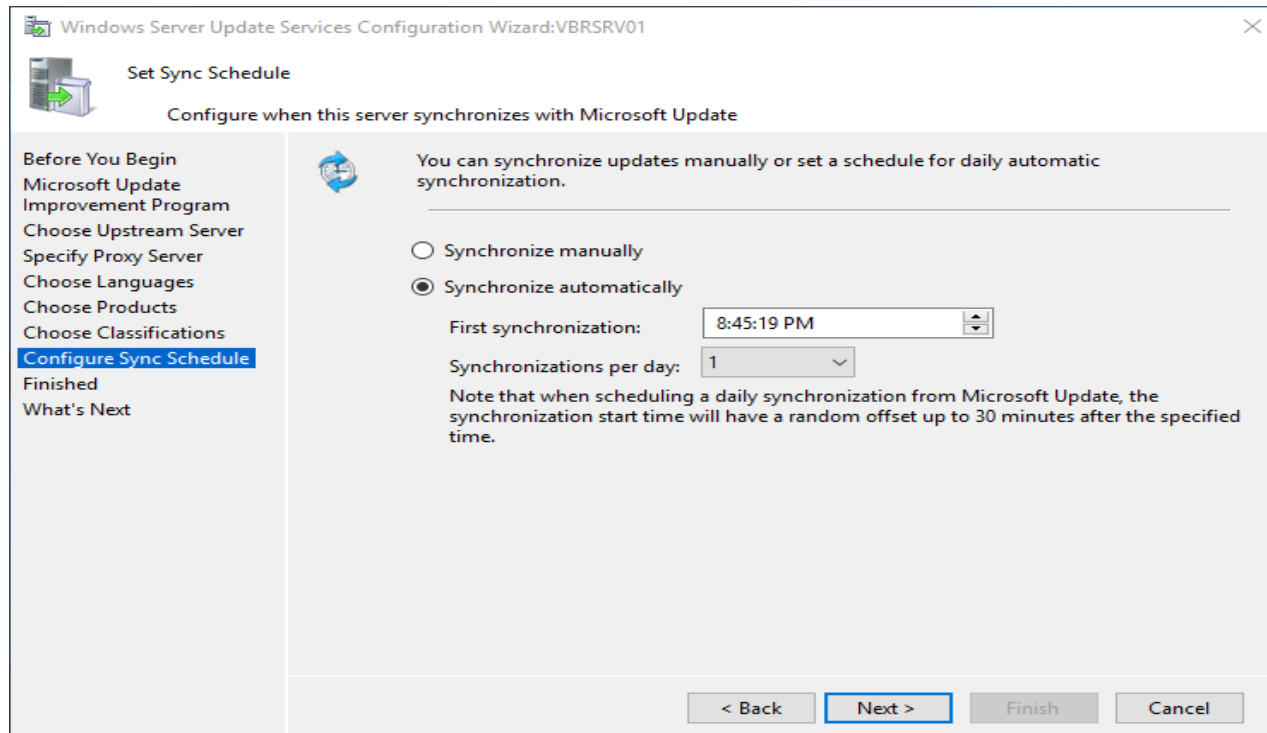 Windows Server Update Services Configuration Wizard:VBRSRV01
Set Sync Schedule
Configure when this server synchronizes with Microsoft Update
Before You Begin
Microsoft Update
Improvement Program
Choose Upstream Server
Specify Proxy Server
Choose Languages
Choose Products
Choose Classifications
Configure Sync Schedule
Finished
What's Next
You can synchronize updates manually or set a schedule for daily automatic
synchronization.
Synchronize manually
Synchronize automatically
First synchronization:
8:45:19 PM
Synchronizations per day:
1
Note that when scheduling a daily synchronization from Microsoft Update, the
synchronization start time will have a random offset up to 30 minutes after the specified
time.
< Back
Next >
Finish
Cancel